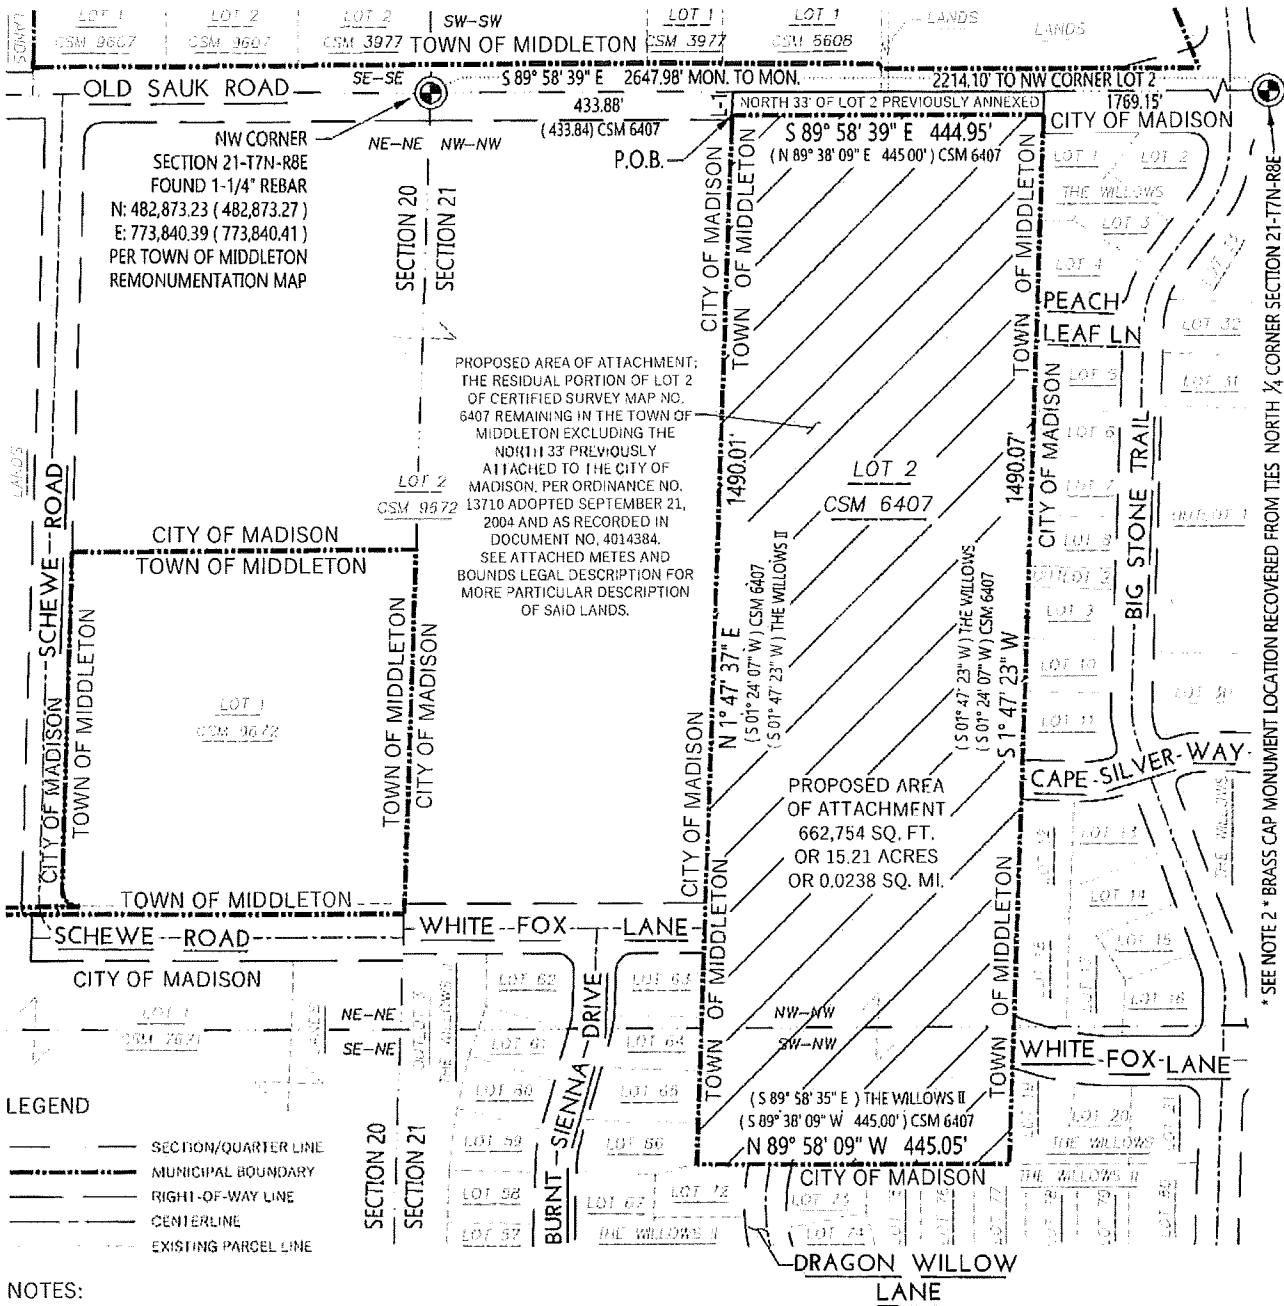 LOT 1
CSM 9607
LOT 2
CSM 9607
LOT 2
CSM 3977
SW-SW
TOWN OF MIDDLETON
LOT 1
CSM 3977
LOT 1
CSM 5608
LANDS
LANDS
LANDS
OLD SAUK ROAD
SE-SE
S 89° 58' 39" E 2647.98' MON. TO MON.
2214.10' TO NW CORNER LOT 2
433.88'
(433.84) CSM 6407
NORTH 33' OF LOT 2 PREVIOUSLY ANNEXED
1769.15'
CITY OF MADISON
NW CORNER
SECTION 21-T7N-R8E
FOUND 1-1/4" REBAR
N: 482,873.23 ( 482,873.27 )
E: 773,840.39 ( 773,840.41 )
PER TOWN OF MIDDLETON
REMONUMENTATION MAP
NE-NE NW-NW
SECTION 20
SECTION 21
P.O.B.
S 89° 58' 39" E 444.95'
( N 89° 38' 09" E 445.00' ) CSM 6407
CITY OF MADISON
TOWN OF MIDDLETON
TOWN OF MIDDLETON
LOT 1
LOT 2
THE WILLOWS
LOT 3
LOT 4
PEACH
LEAF LN
LOT 32
LOT 31
LOT 5
LOT 6
LOT 7
LOT 8
OUTLOT 1
OUTLOT 2
LOT 9
LOT 10
LOT 11
CITY OF MADISON
BIG STONE TRAIL
* SEE NOTE 2 * BRASS CAP MONUMENT LOCATION RECOVERED FROM TIES NORTH ¼ CORNER SECTION 21-T7N-R8E
PROPOSED AREA OF ATTACHMENT;
THE RESIDUAL PORTION OF LOT 2
OF CERTIFIED SURVEY MAP NO.
6407 REMAINING IN THE TOWN OF
MIDDLETON EXCLUDING THE
NORTH 33' PREVIOUSLY
ATTACHED TO THE CITY OF
MADISON, PER ORDINANCE NO.
13710 ADOPTED SEPTEMBER 21,
2004 AND AS RECORDED IN
DOCUMENT NO. 4014384.
SEE ATTACHED METES AND
BOUNDS LEGAL DESCRIPTION FOR
MORE PARTICULAR DESCRIPTION
OF SAID LANDS.
LOT 2
CSM 9672
LOT 2
CSM 6407
1490.01'
1490.07'
N 1° 47' 37" E
( S 01° 24' 07" W ) CSM 6407
( S 01° 47' 23" W ) THE WILLOWS II
( S 01° 47' 23" W ) THE WILLOWS
( S 01° 24' 07" W ) CSM 6407
S 1° 47' 23" W
LANDS
SCHEWE ROAD
CITY OF MADISON
TOWN OF MIDDLETON
CITY OF MADISON
TOWN OF MIDDLETON
LOT 1
CSM 9672
TOWN OF MIDDLETON
CITY OF MADISON
TOWN OF MIDDLETON
PROPOSED AREA
OF ATTACHMENT
662,754 SQ. FT.
OR 15.21 ACRES
OR 0.0238 SQ. MI.
CITY OF MADISON
TOWN OF MIDDLETON
TOWN OF MIDDLETON
CAPE SILVER WAY
LOT 13
LOT 14
LOT 15
LOT 16
THE WILLOWS
SCHEWE ROAD
CITY OF MADISON
WHITE FOX LANE
LOT 1
CSM 7621
LANDS
NE-NE
SE-NE
OUTLOT 3
THE WILLOWS II
LOT 62
LOT 61
LOT 60
LOT 59
LOT 58
LOT 57
BURNT SIENNA DRIVE
LOT 63
LOT 64
LOT 65
LOT 66
LOT 67
LOT 72
THE WILLOWS II
NW-NW
SW-NW
WHITE FOX LANE
LOT 20
THE WILLOWS
THE WILLOWS II
( S 89° 58' 35" E ) THE WILLOWS II
( S 89° 38' 09" W 445.00' ) CSM 6407
N 89° 58' 09" W 445.05'
CITY OF MADISON
LOT 73
LOT 74
DRAGON WILLOW
LANE
SECTION 20
SECTION 21
LEGEND
SECTION/QUARTER LINE
MUNICIPAL BOUNDARY
RIGHT-OF-WAY LINE
CENTERLINE
EXISTING PARCEL LINE
NOTES: